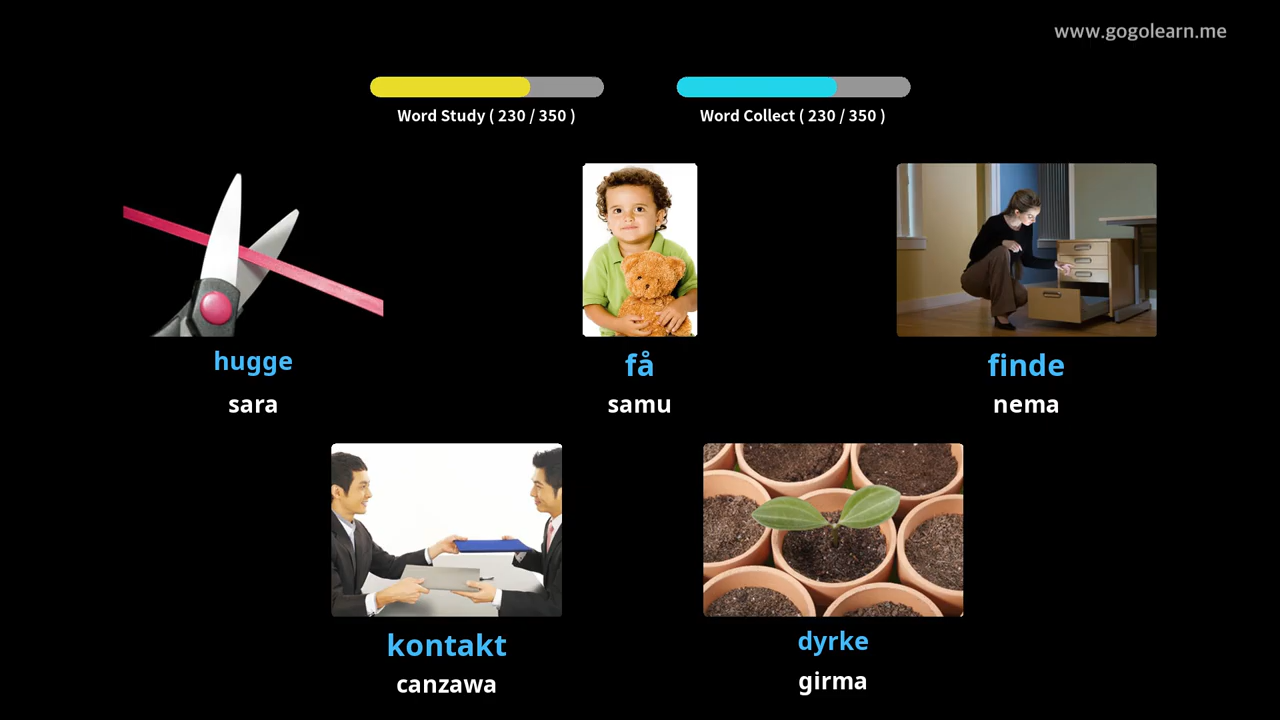 www.gogolearn.me
Word Study ( 230 / 350 )
Word Collect ( 230 / 350 )
hugge
sara
få
samu
finde
nema
kontakt
canzawa
dyrke
girma